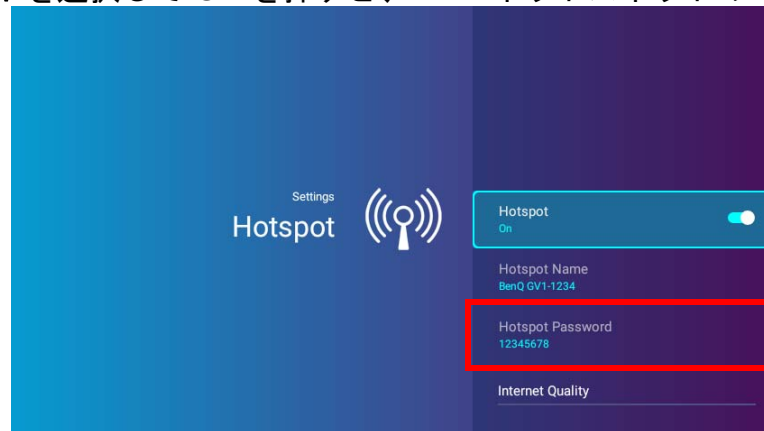 Settings
Hotspot
Hotspot
On
Hotspot Name
BenQ GV1-1234
Hotspot Password
12345678
Internet Quality